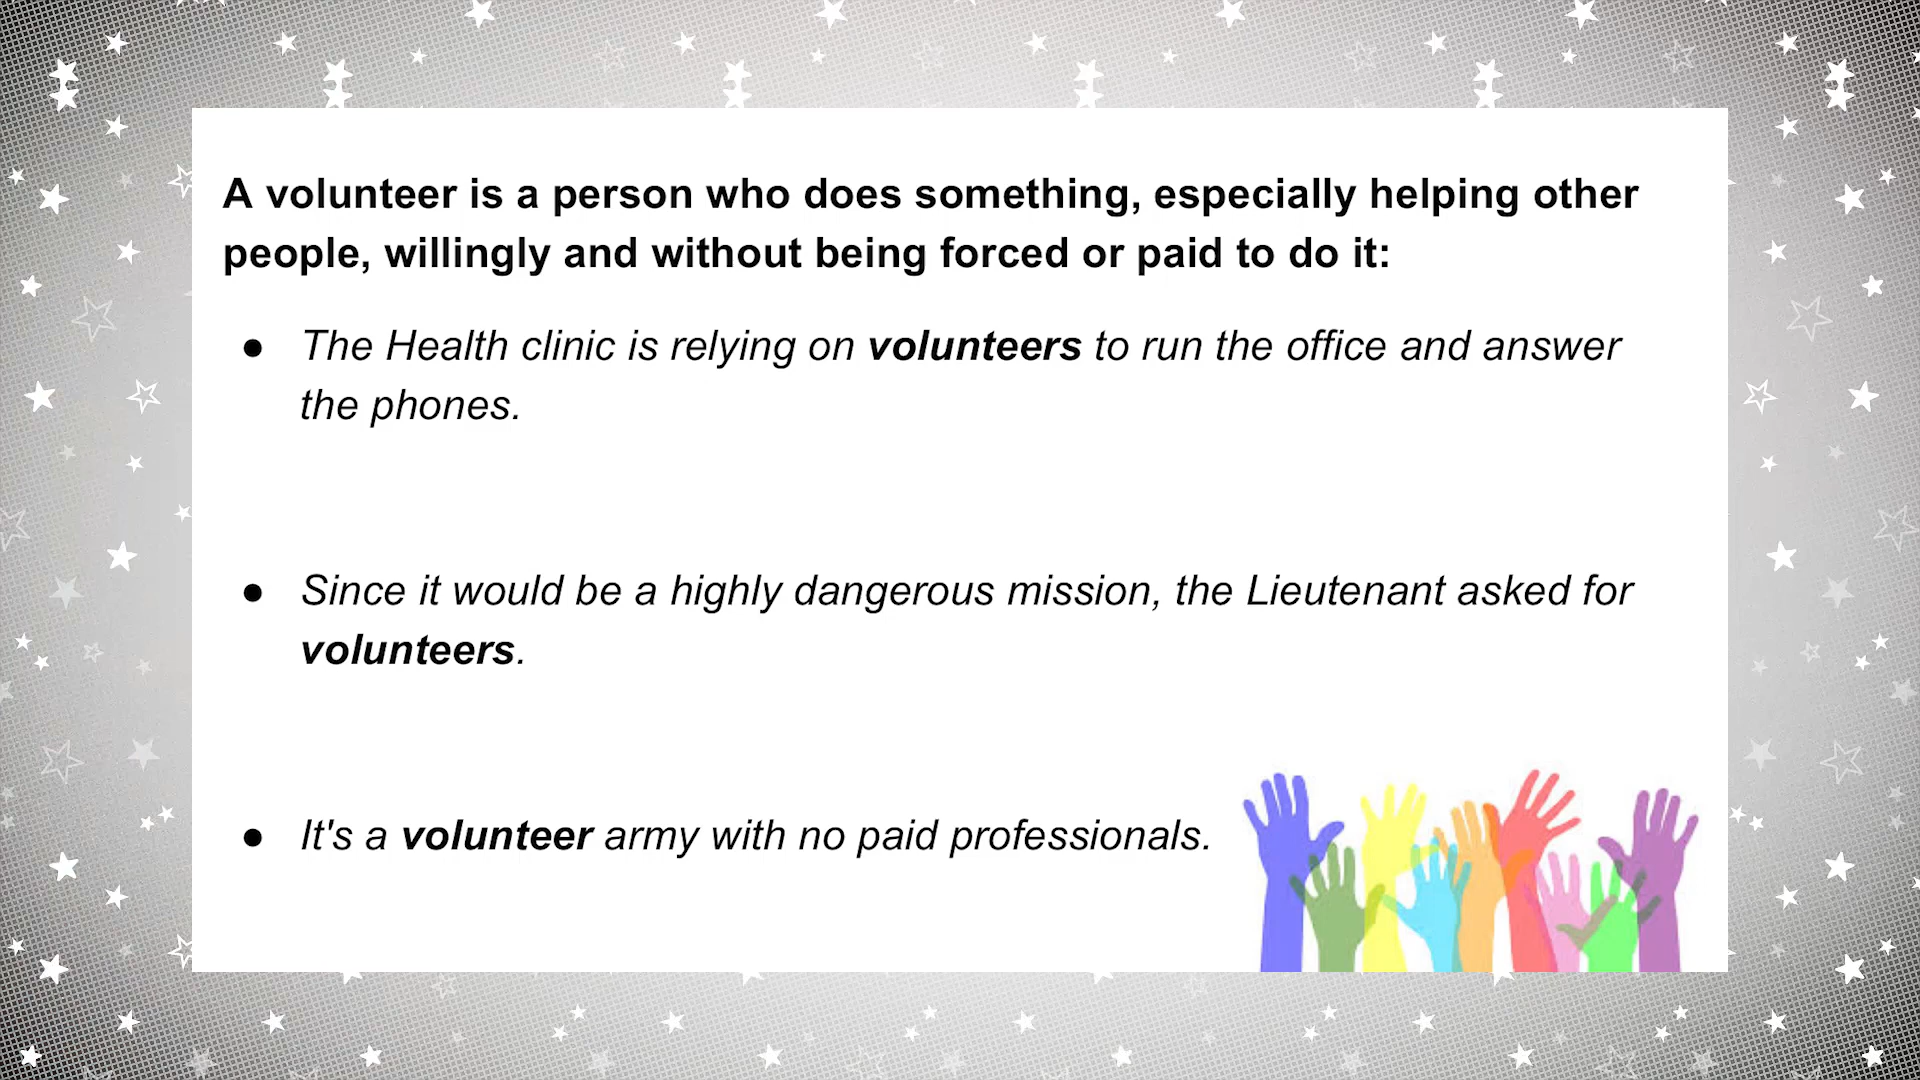 A volunteer is a person who does something, especially helping other
people, willingly and without being forced or paid to do it:
● The Health clinic is relying on volunteers to run the office and answer
the phones.
● Since it would be a highly dangerous mission, the Lieutenant asked for
volunteers.
● It's a volunteer army with no paid professionals.